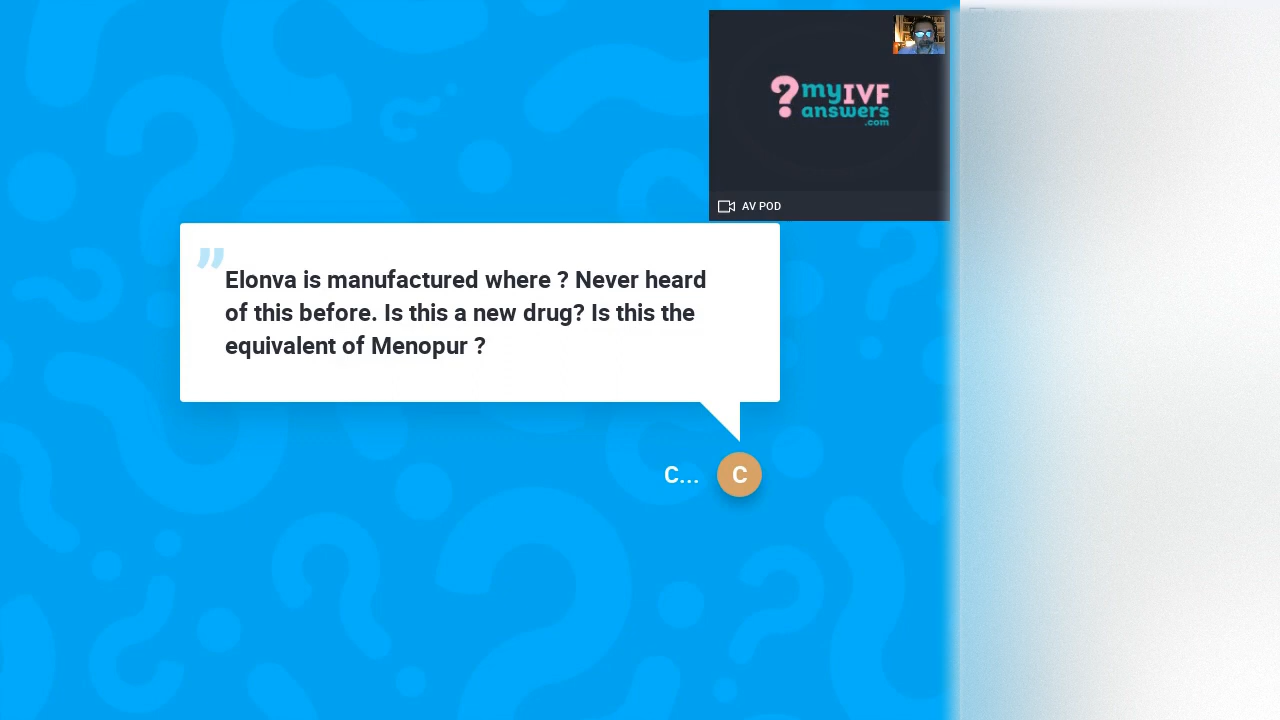 ?myIVF
answers
.com
AV POD
”
Elonva is manufactured where ? Never heard
of this before. Is this a new drug? Is this the
equivalent of Menopur ?
C...
C